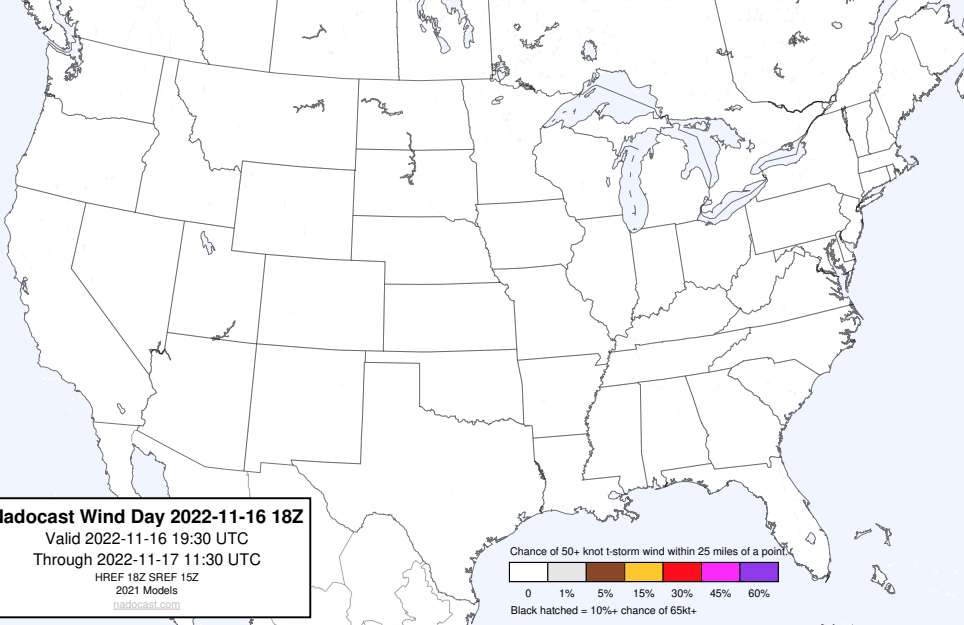 adocast Wind Day 2022-11-16 18Z
Valid 2022-11-16 19:30 UTC
Through 2022-11-17 11:30 UTC
HREF 18Z SREF 15Z
2021 Models
nadocast.com
Chance of 50+ knot t-storm wind within 25 miles of a point.
0 1% 5% 15% 30% 45% 60%
Black hatched = 10%+ chance of 65kt+